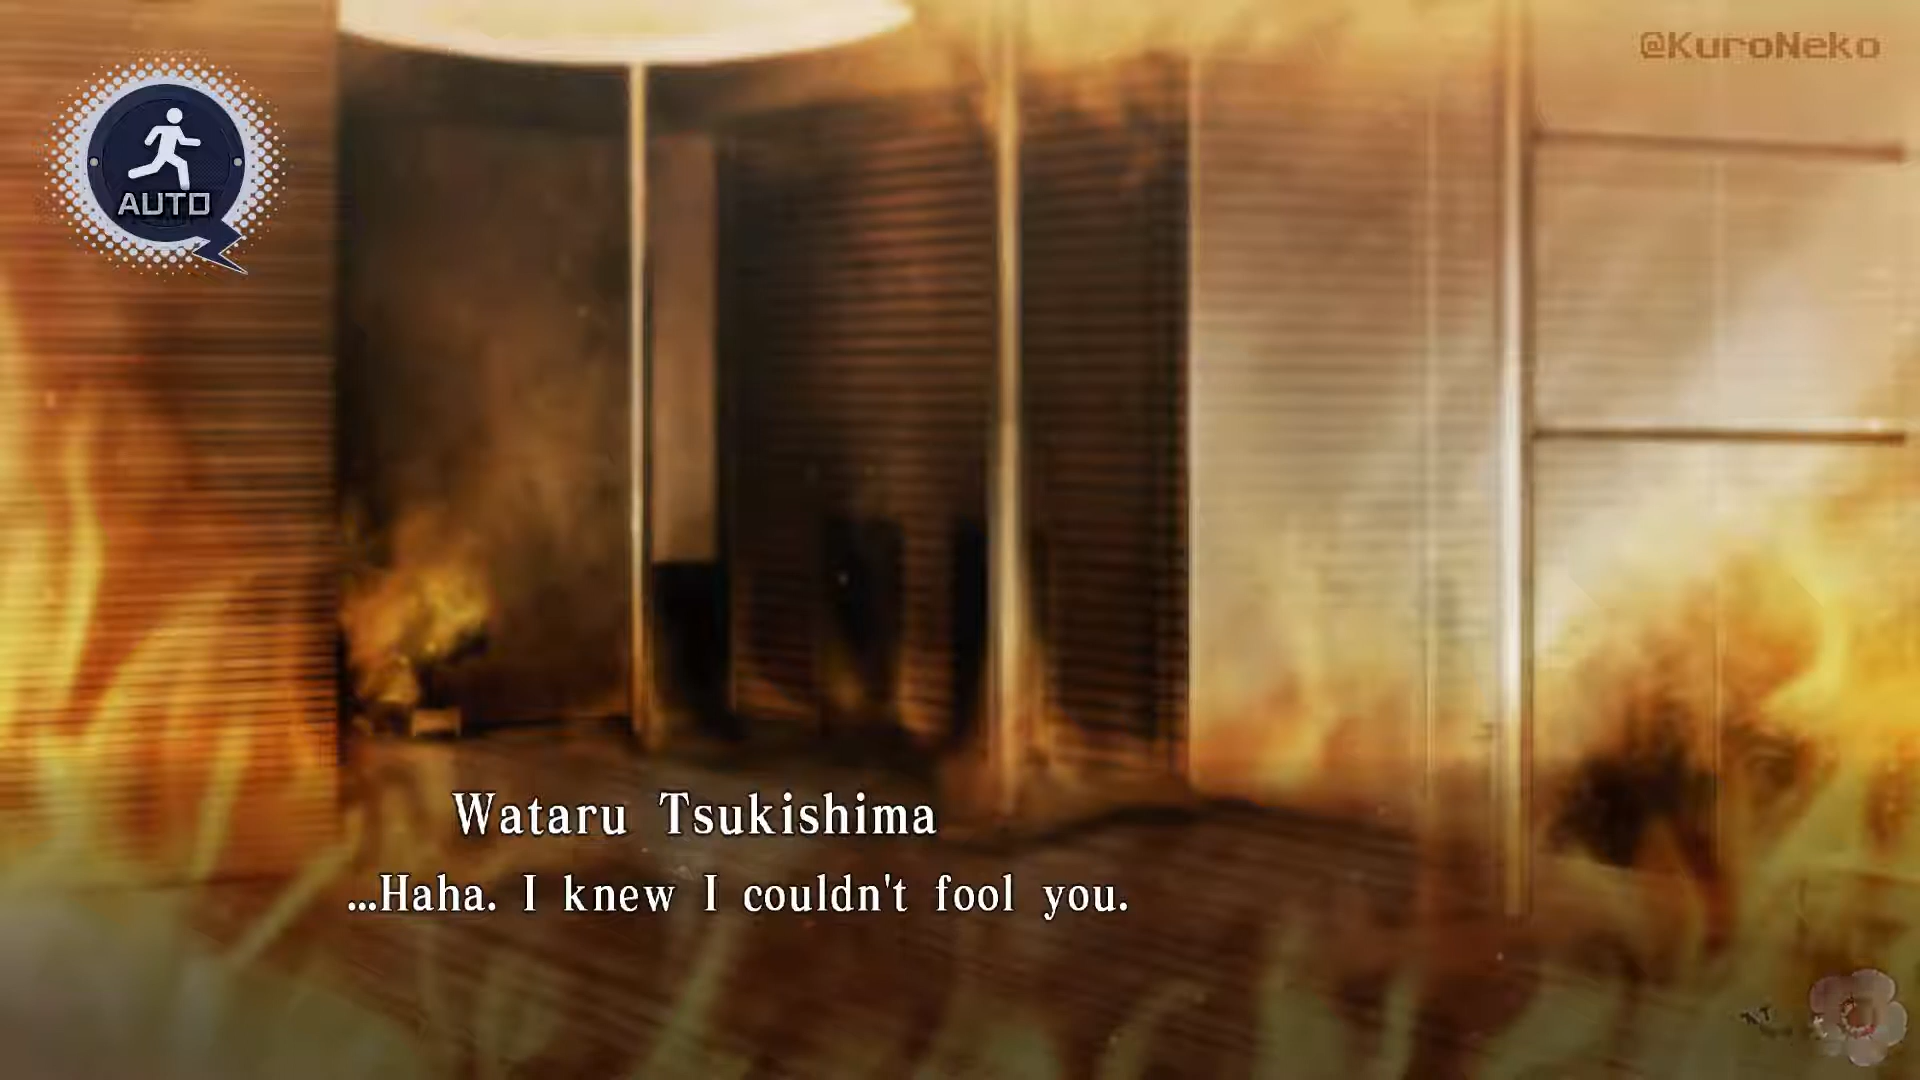 @KuroNeko
AUTO
Wataru Tsukishima
...Haha. I knew I couldn't fool you.